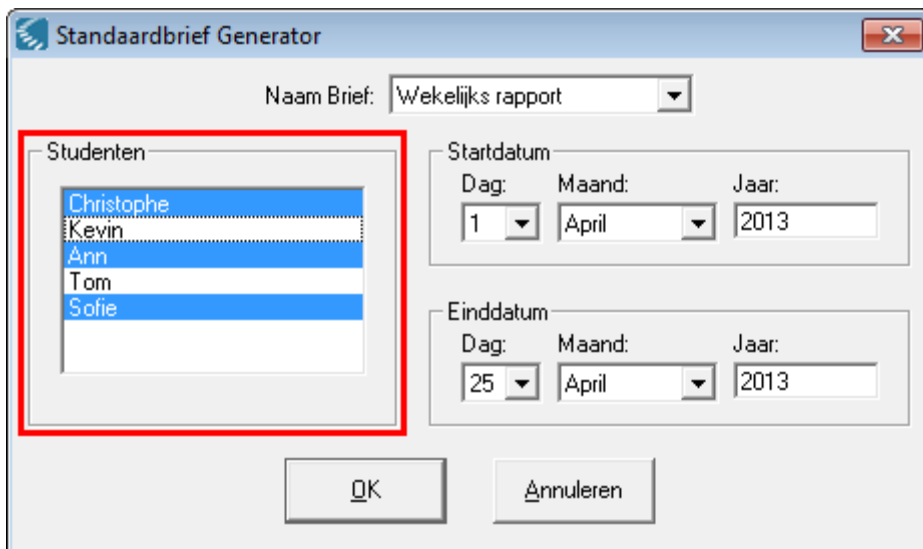 Standaardbrief Generator
Naam Brief: Wekelijks rapport
Studenten
Christophe
Kevin
Ann
Tom
Sofie
Startdatum
Dag: Maand: Jaar:
1 April 2013
Einddatum
Dag: Maand: Jaar:
25 April 2013
OK Annuleren